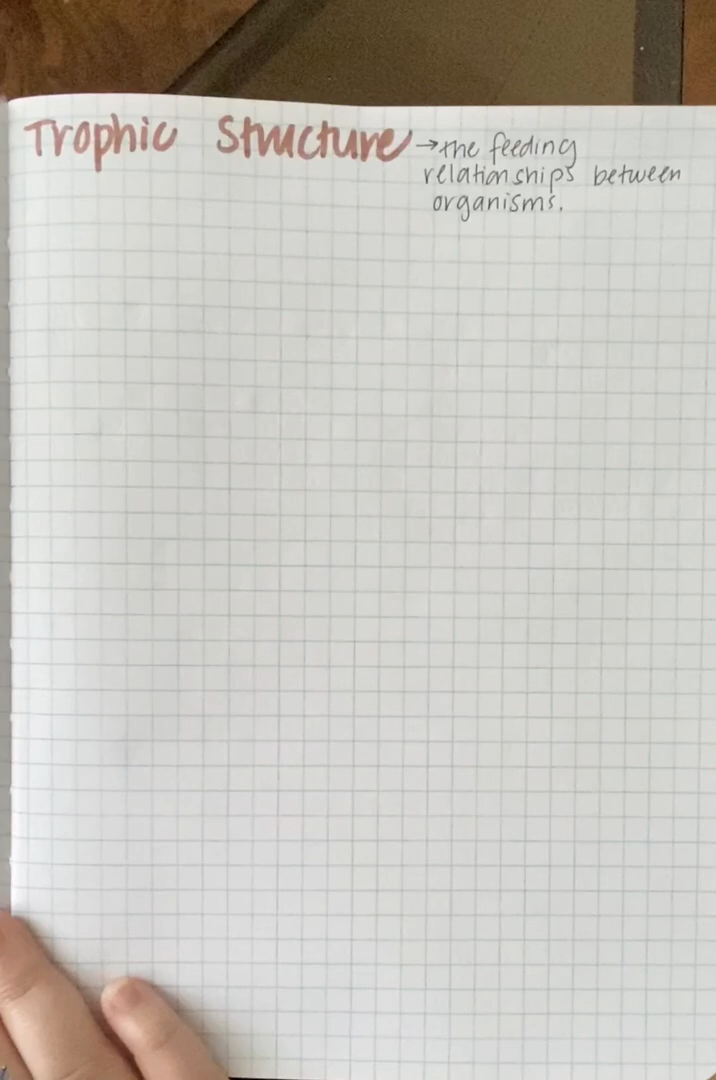 Trophic Structure → the feeding
relationships between
organisms.